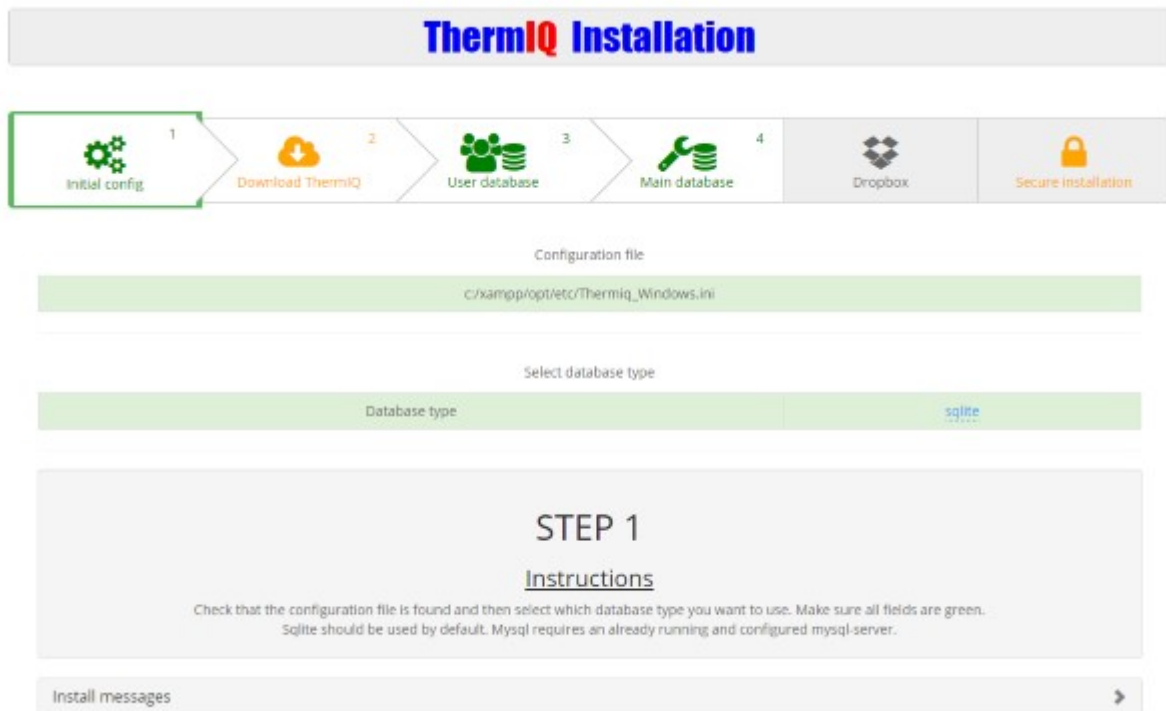 ThermIQ Installation
1
Initial config
2
Download ThermIQ
3
User database
4
Main database
Dropbox
Secure installation
Configuration file
c:/xampp/opt/etc/Thermiq_Windows.ini
Select database type
Database type sqlite
STEP 1
Instructions
Check that the configuration file is found and then select which database type you want to use. Make sure all fields are green.
Sqlite should be used by default. Mysql requires an already running and configured mysql-server.
Install messages